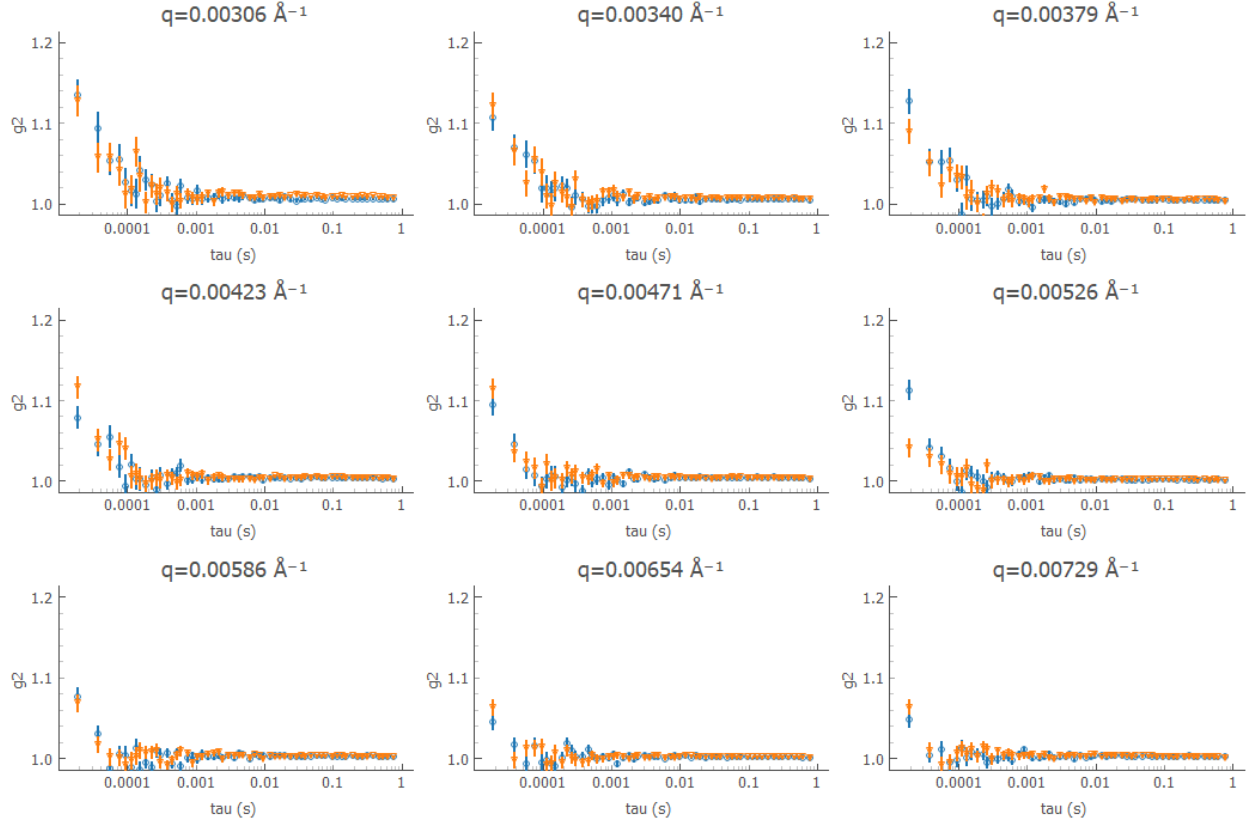 q=0.00306 Å⁻¹ q=0.00340 Å⁻¹ q=0.00379 Å⁻¹
1.2 1.2 1.2
g2 1.1 g2 1.1 g2 1.1
1.0 1.0 1.0
0.0001 0.001 0.01 0.1 1 0.0001 0.001 0.01 0.1 1 0.0001 0.001 0.01 0.1 1
tau (s) tau (s) tau (s)
q=0.00423 Å⁻¹ q=0.00471 Å⁻¹ q=0.00526 Å⁻¹
1.2 1.2 1.2
g2 1.1 g2 1.1 g2 1.1
1.0 1.0 1.0
0.0001 0.001 0.01 0.1 1 0.0001 0.001 0.01 0.1 1 0.0001 0.001 0.01 0.1 1
tau (s) tau (s) tau (s)
q=0.00586 Å⁻¹ q=0.00654 Å⁻¹ q=0.00729 Å⁻¹
1.2 1.2 1.2
g2 1.1 g2 1.1 g2 1.1
1.0 1.0 1.0
0.0001 0.001 0.01 0.1 1 0.0001 0.001 0.01 0.1 1 0.0001 0.001 0.01 0.1 1
tau (s) tau (s) tau (s)